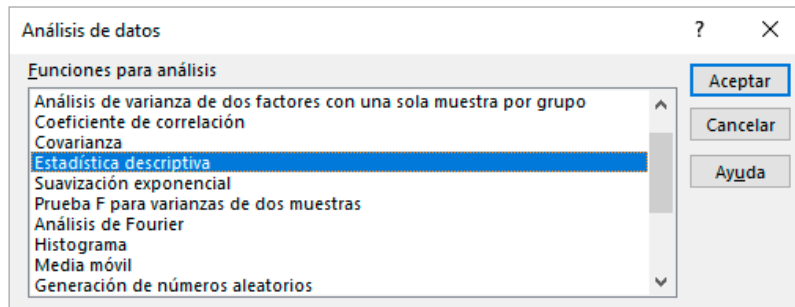 Análisis de datos
?
Funciones para análisis
Análisis de varianza de dos factores con una sola muestra por grupo
Coeficiente de correlación
Covarianza
Estadística descriptiva
Suavización exponencial
Prueba F para varianzas de dos muestras
Análisis de Fourier
Histograma
Media móvil
Generación de números aleatorios
Aceptar
Cancelar
Ayuda